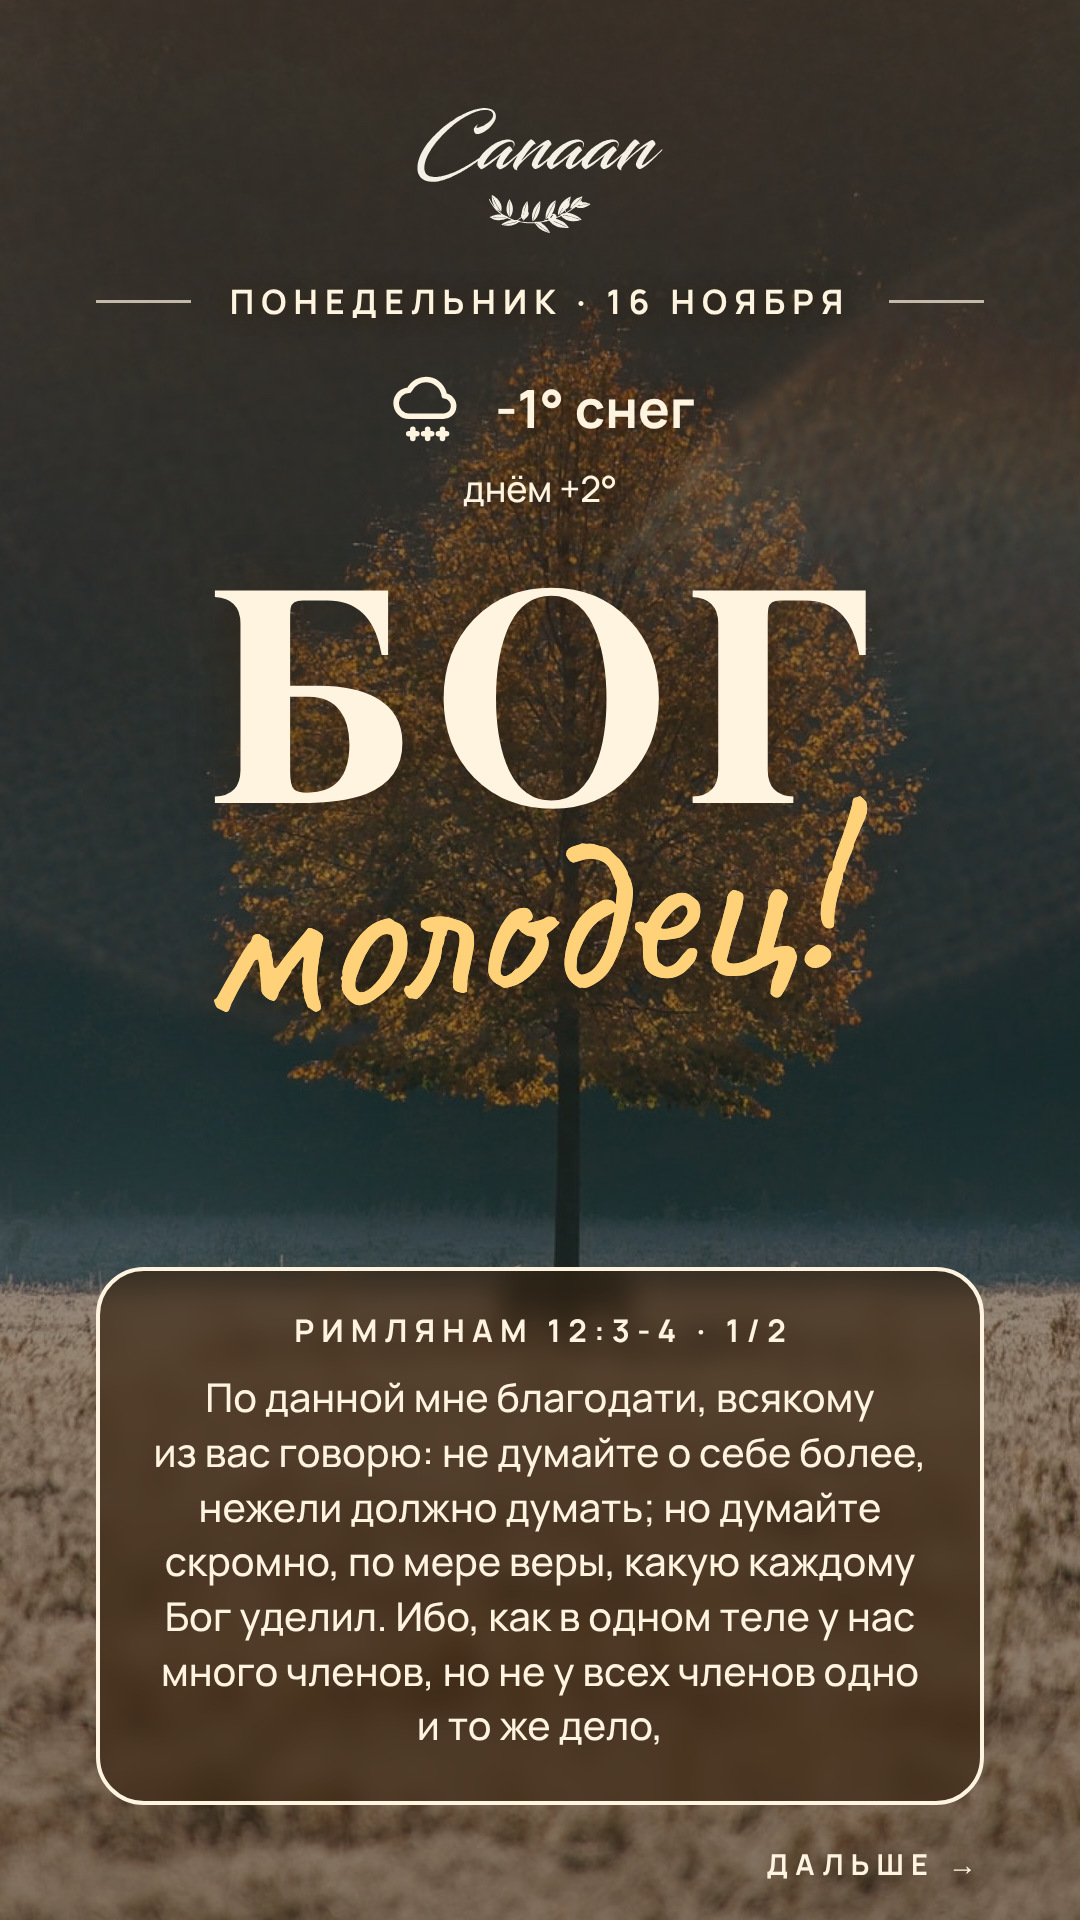 Canaan
ПОНЕДЕЛЬНИК · 16 НОЯБРЯ
-1° снег
днём +2°
БОГ
молодец!
РИМЛЯНАМ 12:3-4 · 1/2
По данной мне благодати, всякому
из вас говорю: не думайте о себе более,
нежели должно думать; но думайте
скромно, по мере веры, какую каждому
Бог уделил. Ибо, как в одном теле у нас
много членов, но не у всех членов одно
и то же дело,
ДАЛЬШЕ →